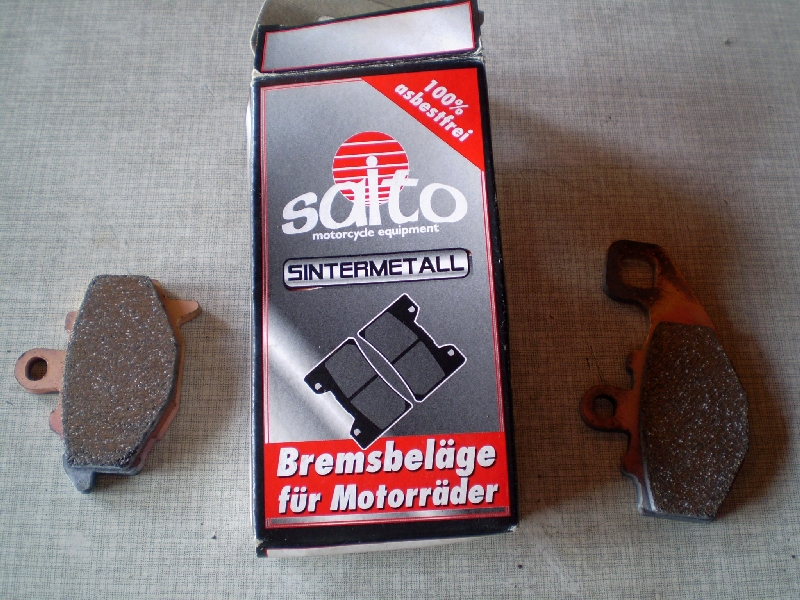 100%
asbestfrei
saito
motorcycle equipment
SINTERMETALL
Bremsbeläge
für Motorräder